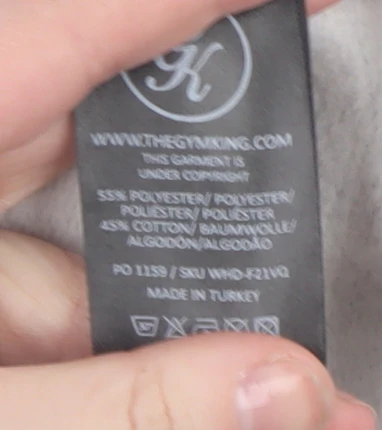 K
WWW.THEGYMKING.COM
THIS GARMENT IS
UNDER COPYRIGHT
55% POLYESTER/ POLYESTER/
POLIÉSTER/ POLIÉSTER
45% COTTON/ BAUMWOLLE/
ALGODÓN/ALGODÃO
PO 1159 / SKU WHD-F21VQ
MADE IN TURKEY